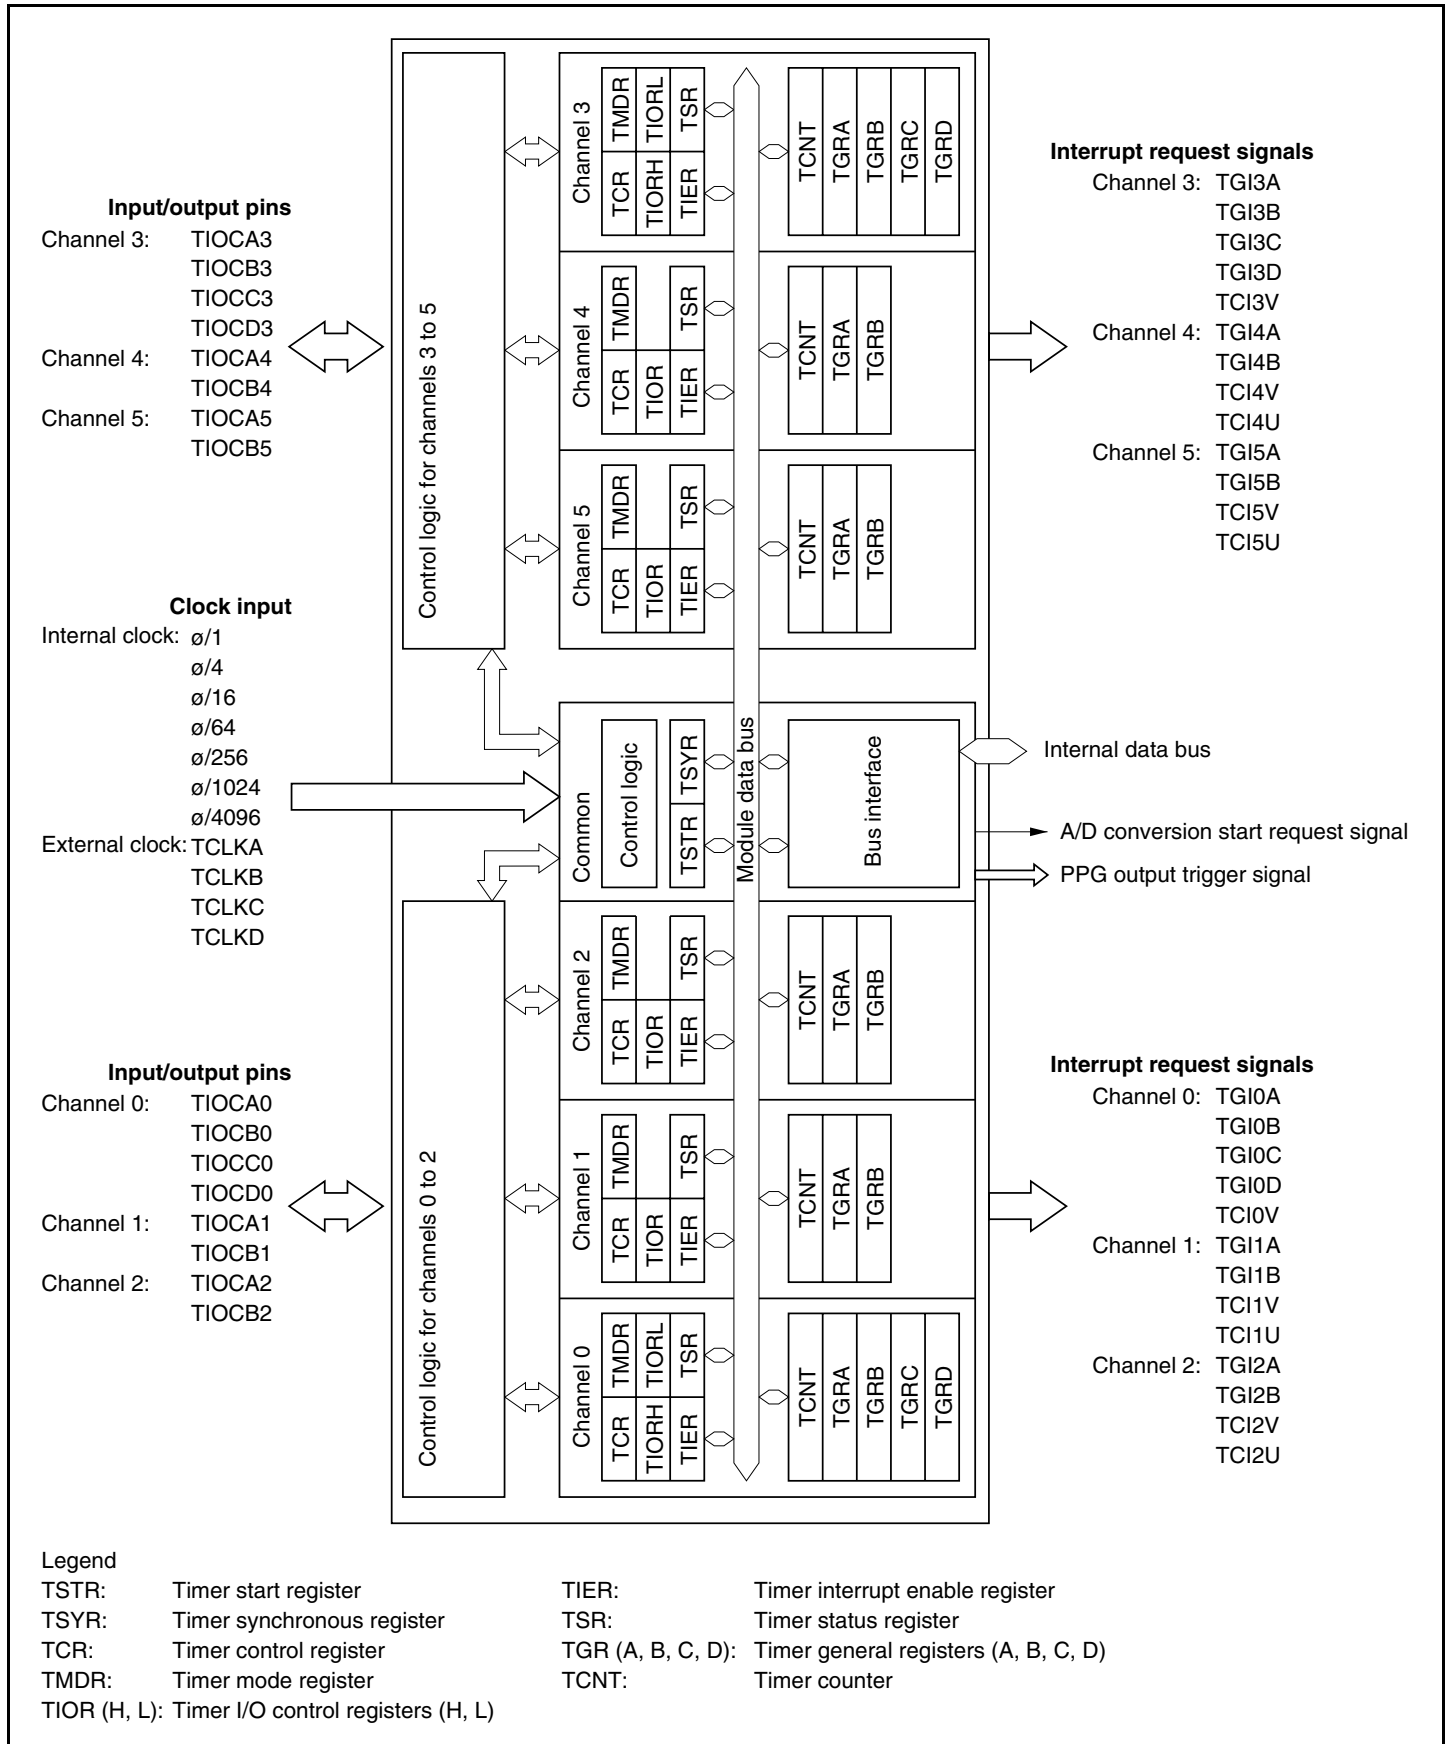 Input/output pins
Channel 3: TIOCA3
TIOCB3
TIOCC3
TIOCD3
Channel 4: TIOCA4
TIOCB4
Channel 5: TIOCA5
TIOCB5
Clock input
Internal clock: ø/1
ø/4
ø/16
ø/64
ø/256
ø/1024
ø/4096
External clock: TCLKA
TCLKB
TCLKC
TCLKD
Input/output pins
Channel 0: TIOCA0
TIOCB0
TIOCC0
TIOCD0
Channel 1: TIOCA1
TIOCB1
Channel 2: TIOCA2
TIOCB2
Control logic for channels 3 to 5
Control logic for channels 0 to 2
Channel 3
TCR TMDR
TIORH TIORL
TIER TSR
TCNT
TGRA
TGRB
TGRC
TGRD
Channel 4
TCR TMDR
TIOR
TIER TSR
TCNT
TGRA
TGRB
Channel 5
TCR TMDR
TIOR
TIER TSR
TCNT
TGRA
TGRB
Common
Control logic
TSTR TSYR
Module data bus
Bus interface
Channel 2
TCR TMDR
TIOR
TIER TSR
TCNT
TGRA
TGRB
Channel 1
TCR TMDR
TIOR
TIER TSR
TCNT
TGRA
TGRB
Channel 0
TCR TMDR
TIORH TIORL
TIER TSR
TCNT
TGRA
TGRB
TGRC
TGRD
Interrupt request signals
Channel 3: TGI3A
TGI3B
TGI3C
TGI3D
TCI3V
Channel 4: TGI4A
TGI4B
TCI4V
TCI4U
Channel 5: TGI5A
TGI5B
TCI5V
TCI5U
Internal data bus
A/D conversion start request signal
PPG output trigger signal
Interrupt request signals
Channel 0: TGI0A
TGI0B
TGI0C
TGI0D
TCI0V
Channel 1: TGI1A
TGI1B
TCI1V
TCI1U
Channel 2: TGI2A
TGI2B
TCI2V
TCI2U
Legend
TSTR: Timer start register
TSYR: Timer synchronous register
TCR: Timer control register
TMDR: Timer mode register
TIOR (H, L): Timer I/O control registers (H, L)
TIER: Timer interrupt enable register
TSR: Timer status register
TGR (A, B, C, D): Timer general registers (A, B, C, D)
TCNT: Timer counter